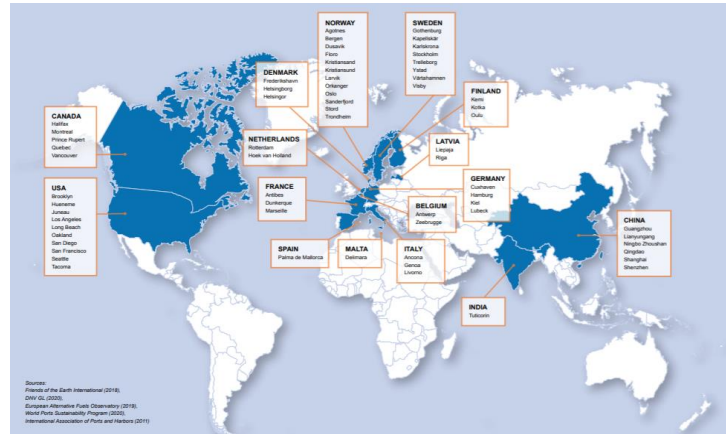 NORWAY
Agotnes
Bergen
Dusavik
Floro
Kristiansand
Kristiansund
Larvik
Orkanger
Oslo
Sanderfjord
Stord
Trondheim
SWEDEN
Gothenburg
Kapellskär
Karlskrona
Stockholm
Trelleborg
Ystad
Värtahamnen
Visby
DENMARK
Frederikshavn
Helsingborg
Helsingor
FINLAND
Kemi
Kotka
Oulu
CANADA
Halifax
Montreal
Prince Rupert
Quebec
Vancouver
NETHERLANDS
Rotterdam
Hoek van Holland
LATVIA
Liepaja
Riga
USA
Brooklyn
Hueneme
Juneau
Los Angeles
Long Beach
Oakland
San Diego
San Francisco
Seattle
Tacoma
FRANCE
Antibes
Dunkerque
Marseille
GERMANY
Cuxhaven
Hamburg
Kiel
Lubeck
BELGIUM
Antwerp
Zeebrugge
CHINA
Guangzhou
Lianyungang
Ningbo Zhoushan
Qingdao
Shanghai
Shenzhen
SPAIN
Palma de Mallorca
MALTA
Delimara
ITALY
Ancona
Genoa
Livorno
INDIA
Tuticorin
Sources:
Friends of the Earth International (2019),
DNV GL (2020),
European Alternative Fuels Observatory (2019),
World Ports Sustainability Program (2020),
International Association of Ports and Harbors (2011)